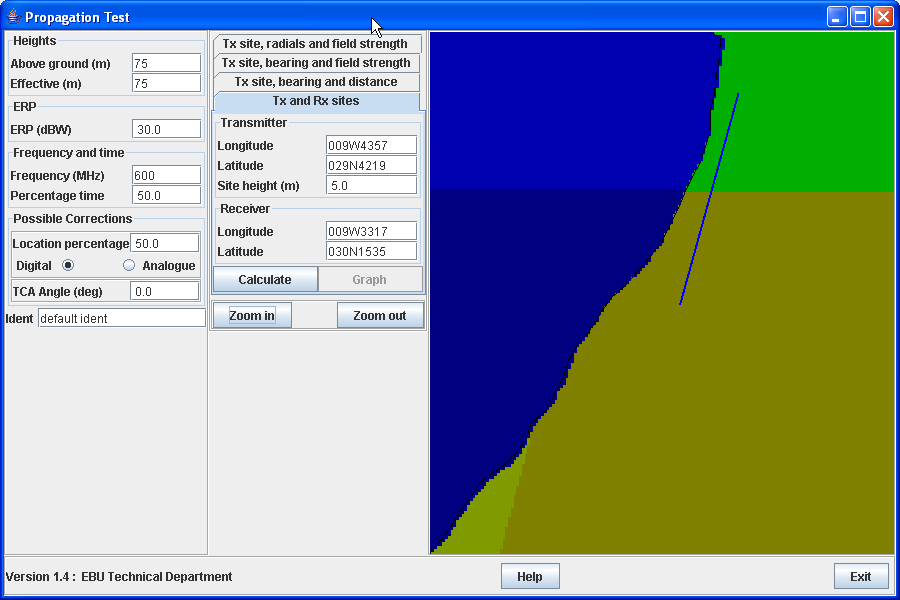 Propagation Test
Heights
Above ground (m) 75
Effective (m) 75
ERP
ERP (dBW) 30.0
Frequency and time
Frequency (MHz) 600
Percentage time 50.0
Possible Corrections
Location percentage 50.0
Digital Analogue
TCA Angle (deg) 0.0
Ident default ident
Tx site, radials and field strength
Tx site, bearing and field strength
Tx site, bearing and distance
Tx and Rx sites
Transmitter
Longitude 009W4357
Latitude 029N4219
Site height (m) 5.0
Receiver
Longitude 009W3317
Latitude 030N1535
Calculate Graph
Zoom in Zoom out
Version 1.4 : EBU Technical Department
Help
Exit